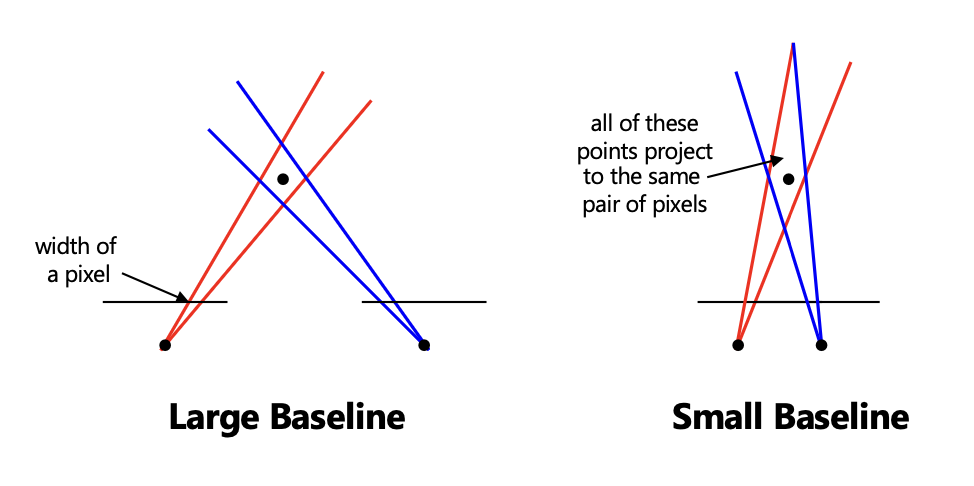 all of these
points project
to the same
pair of pixels
width of
a pixel
Large Baseline
Small Baseline